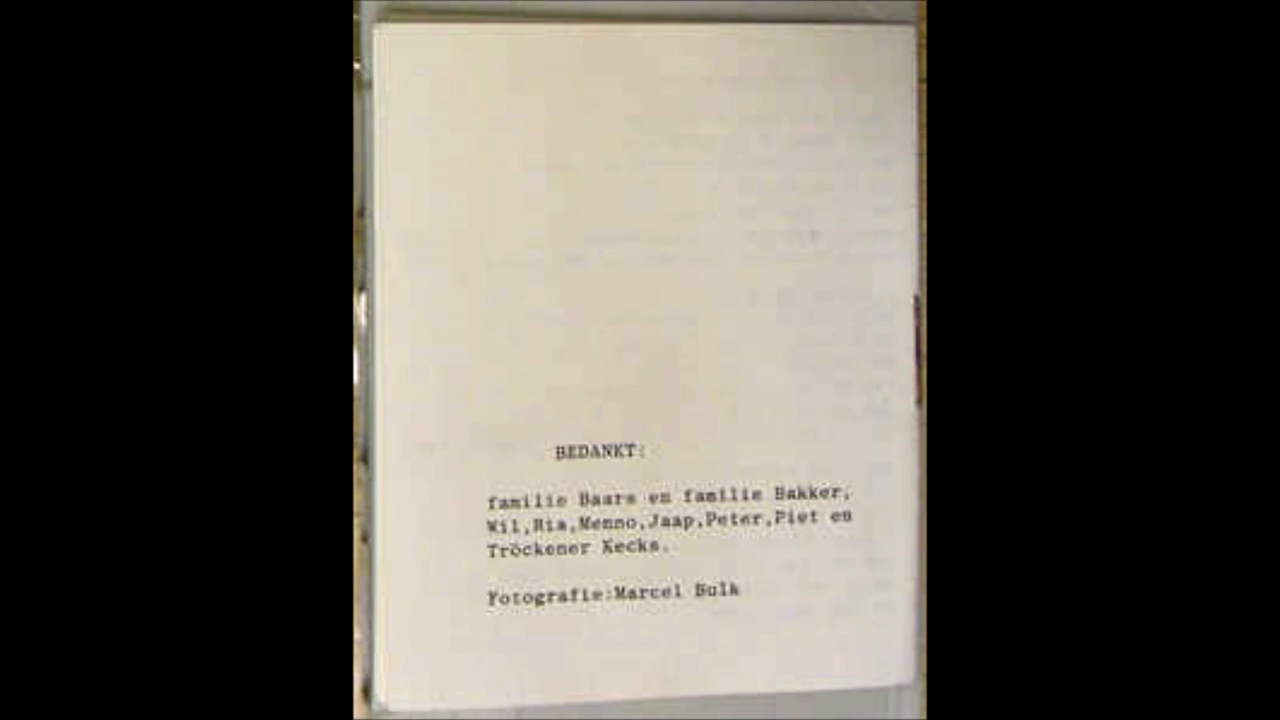 BEDANKT:
familie Baars en familie Bakker,
Wil,Ria,Menno,Jaap,Peter,Piet en
Tröckener Kecks.
Fotografie:Marcel Bulk